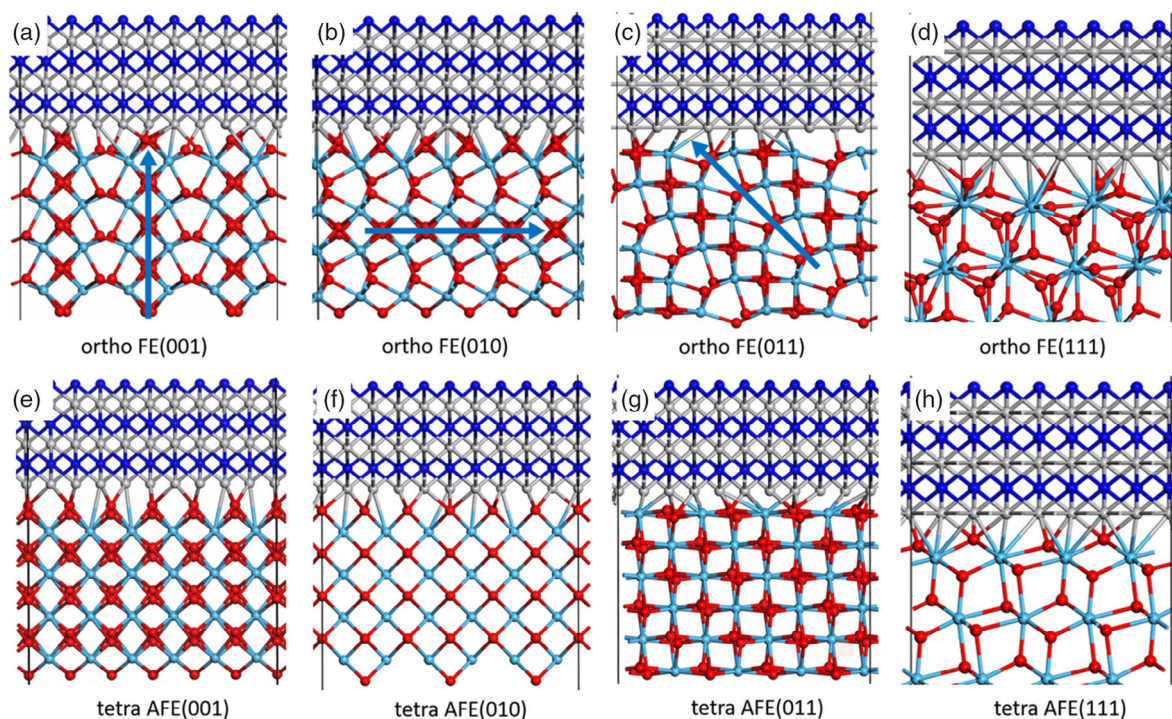 (a) (b) (c) (d)
ortho FE(001) ortho FE(010) ortho FE(011) ortho FE(111)
(e) (f) (g) (h)
tetra AFE(001) tetra AFE(010) tetra AFE(011) tetra AFE(111)